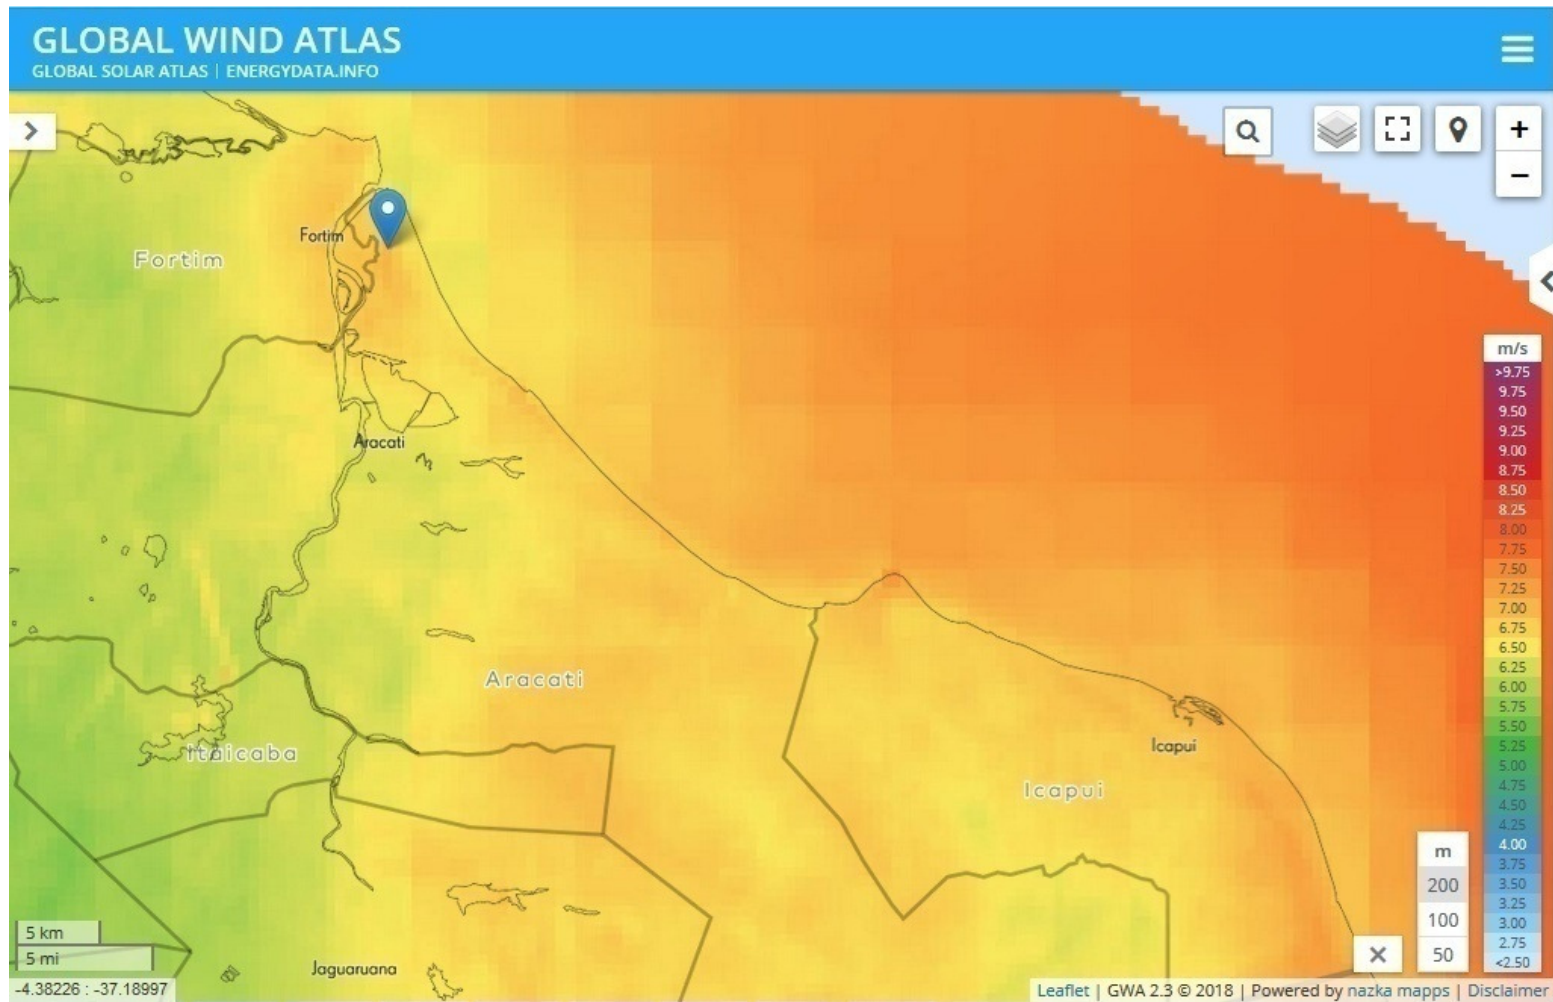 GLOBAL WIND ATLAS
GLOBAL SOLAR ATLAS | ENERGYDATA.INFO
+
−
Fortim
Fortim
Aracati
Aracati
Itaicaba
Icapui
Icapui
Jaguaruana
m/s
>9.75
9.75
9.50
9.25
9.00
8.75
8.50
8.25
8.00
7.75
7.50
7.25
7.00
6.75
6.50
6.25
6.00
5.75
5.50
5.25
5.00
4.75
4.50
4.25
4.00
3.75
3.50
3.25
3.00
2.75
<2.50
m
200
100
50
5 km
5 mi
-4.38226 : -37.18997
Leaflet | GWA 2.3 © 2018 | Powered by nazka mapps | Disclaimer